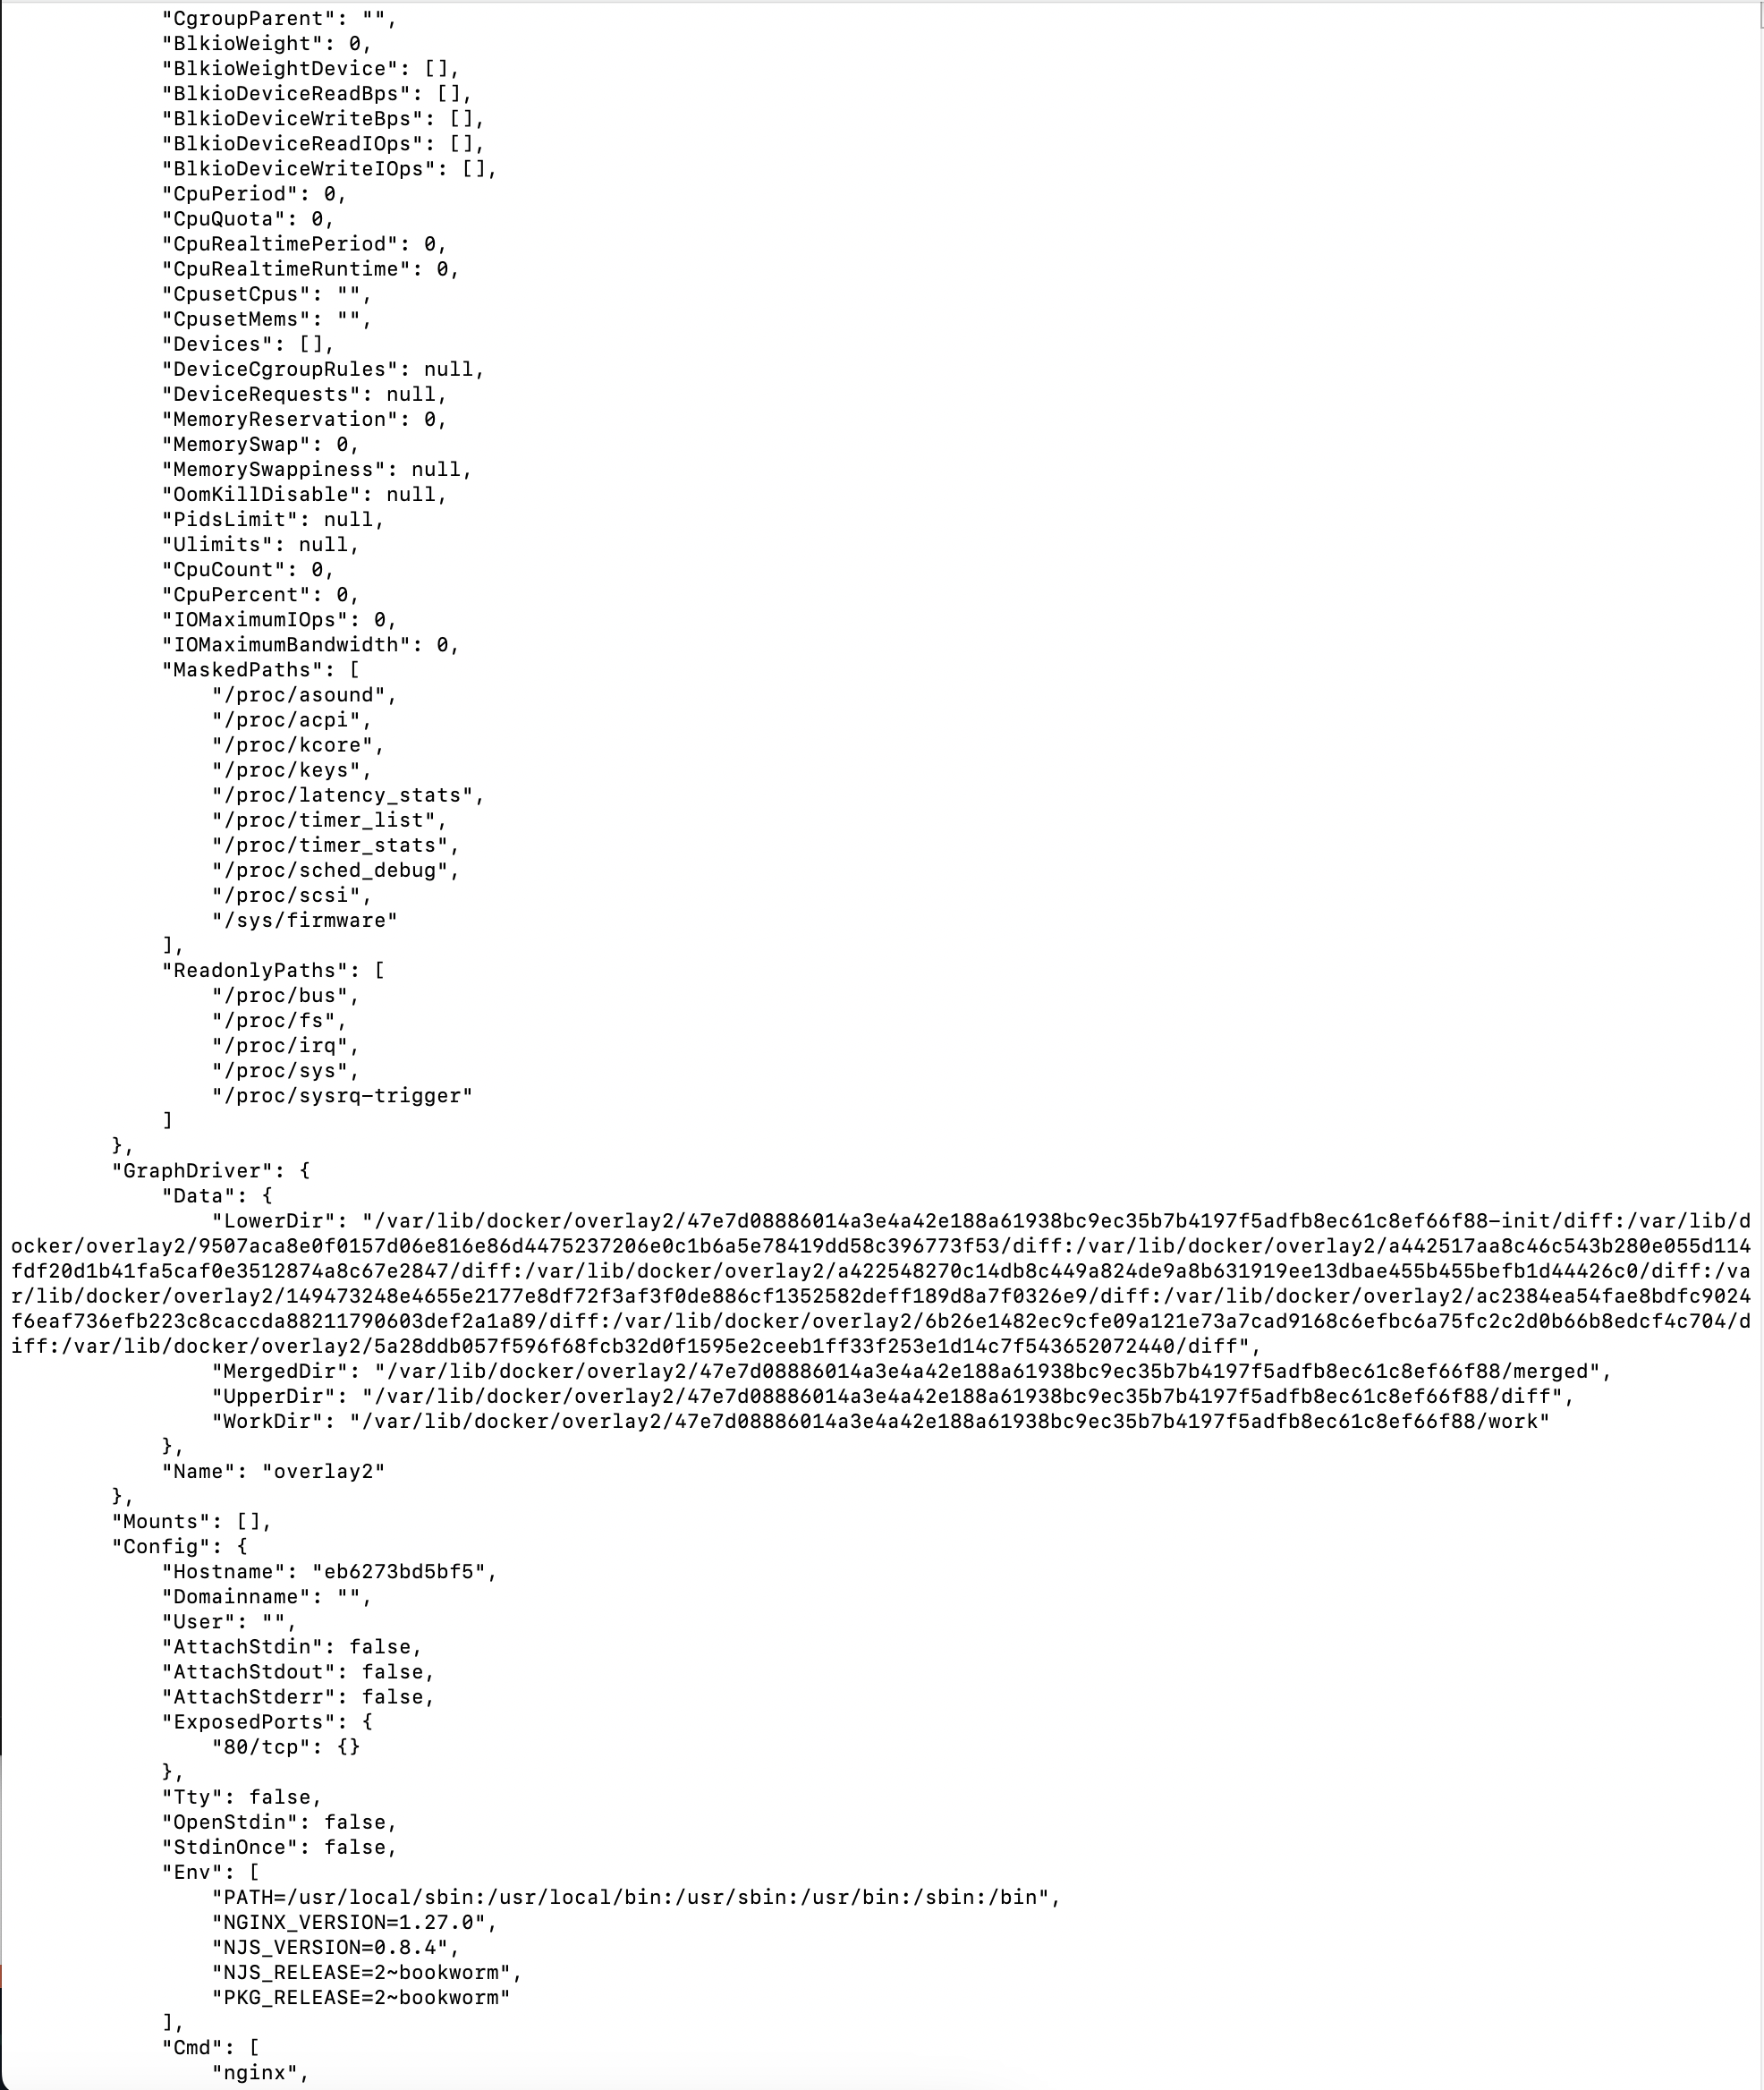 "CgroupParent": "",
"BlkioWeight": 0,
"BlkioWeightDevice": [],
"BlkioDeviceReadBps": [],
"BlkioDeviceWriteBps": [],
"BlkioDeviceReadIOps": [],
"BlkioDeviceWriteIOps": [],
"CpuPeriod": 0,
"CpuQuota": 0,
"CpuRealtimePeriod": 0,
"CpuRealtimeRuntime": 0,
"CpusetCpus": "",
"CpusetMems": "",
"Devices": [],
"DeviceCgroupRules": null,
"DeviceRequests": null,
"MemoryReservation": 0,
"MemorySwap": 0,
"MemorySwappiness": null,
"OomKillDisable": null,
"PidsLimit": null,
"Ulimits": null,
"CpuCount": 0,
"CpuPercent": 0,
"IOMaximumIOps": 0,
"IOMaximumBandwidth": 0,
"MaskedPaths": [
"/proc/asound",
"/proc/acpi",
"/proc/kcore",
"/proc/keys",
"/proc/latency_stats",
"/proc/timer_list",
"/proc/timer_stats",
"/proc/sched_debug",
"/proc/scsi",
"/sys/firmware"
],
"ReadonlyPaths": [
"/proc/bus",
"/proc/fs",
"/proc/irq",
"/proc/sys",
"/proc/sysrq-trigger"
]
},
"GraphDriver": {
"Data": {
"LowerDir": "/var/lib/docker/overlay2/47e7d08886014a3e4a42e188a61938bc9ec35b7b4197f5adfb8ec61c8ef66f88-init/diff:/var/lib/d
ocker/overlay2/9507aca8e0f0157d06e816e86d4475237206e0c1b6a5e78419dd58c396773f53/diff:/var/lib/docker/overlay2/a442517aa8c46c543b280e055d114
fdf20d1b41fa5caf0e3512874a8c67e2847/diff:/var/lib/docker/overlay2/a422548270c14db8c449a824de9a8b631919ee13dbae455b455befb1d44426c0/diff:/va
r/lib/docker/overlay2/149473248e4655e2177e8df72f3af3f0de886cf1352582deff189d8a7f0326e9/diff:/var/lib/docker/overlay2/ac2384ea54fae8bdfc9024
f6eaf736efb223c8caccda88211790603def2a1a89/diff:/var/lib/docker/overlay2/6b26e1482ec9cfe09a121e73a7cad9168c6efbc6a75fc2c2d0b66b8edcf4c704/d
iff:/var/lib/docker/overlay2/5a28ddb057f596f68fcb32d0f1595e2ceeb1ff33f253e1d14c7f543652072440/diff",
"MergedDir": "/var/lib/docker/overlay2/47e7d08886014a3e4a42e188a61938bc9ec35b7b4197f5adfb8ec61c8ef66f88/merged",
"UpperDir": "/var/lib/docker/overlay2/47e7d08886014a3e4a42e188a61938bc9ec35b7b4197f5adfb8ec61c8ef66f88/diff",
"WorkDir": "/var/lib/docker/overlay2/47e7d08886014a3e4a42e188a61938bc9ec35b7b4197f5adfb8ec61c8ef66f88/work"
},
"Name": "overlay2"
},
"Mounts": [],
"Config": {
"Hostname": "eb6273bd5bf5",
"Domainname": "",
"User": "",
"AttachStdin": false,
"AttachStdout": false,
"AttachStderr": false,
"ExposedPorts": {
"80/tcp": {}
},
"Tty": false,
"OpenStdin": false,
"StdinOnce": false,
"Env": [
"PATH=/usr/local/sbin:/usr/local/bin:/usr/sbin:/usr/bin:/sbin:/bin",
"NGINX_VERSION=1.27.0",
"NJS_VERSION=0.8.4",
"NJS_RELEASE=2~bookworm",
"PKG_RELEASE=2~bookworm"
],
"Cmd": [
"nginx",